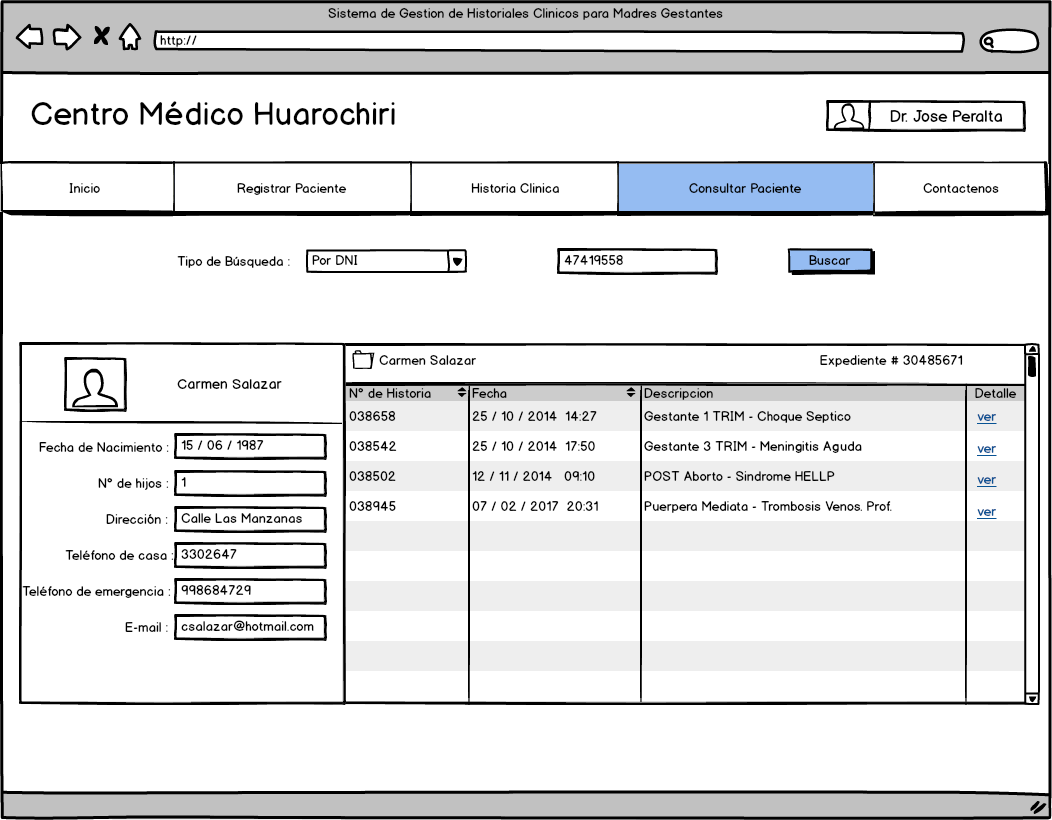 Sistema de Gestion de Historiales Clinicos para Madres Gestantes
http://
Centro Médico Huarochiri
Dr. Jose Peralta
Inicio Registrar Paciente Historia Clinica Consultar Paciente Contactenos
Tipo de Búsqueda : Por DNI 47419558 Buscar
Carmen Salazar
Fecha de Nacimiento : 15 / 06 / 1987
N° de hijos : 1
Dirección : Calle Las Manzanas
Teléfono de casa : 3302647
Teléfono de emergencia : 998684729
E-mail : csalazar@hotmail.com
Carmen Salazar Expediente # 30485671
N° de Historia Fecha Descripcion Detalle
038658 25 / 10 / 2014 14:27 Gestante 1 TRIM - Choque Septico ver
038542 25 / 10 / 2014 17:50 Gestante 3 TRIM - Meningitis Aguda ver
038502 12 / 11 / 2014 09:10 POST Aborto - Sindrome HELLP ver
038945 07 / 02 / 2017 20:31 Puerpera Mediata - Trombosis Venos. Prof. ver